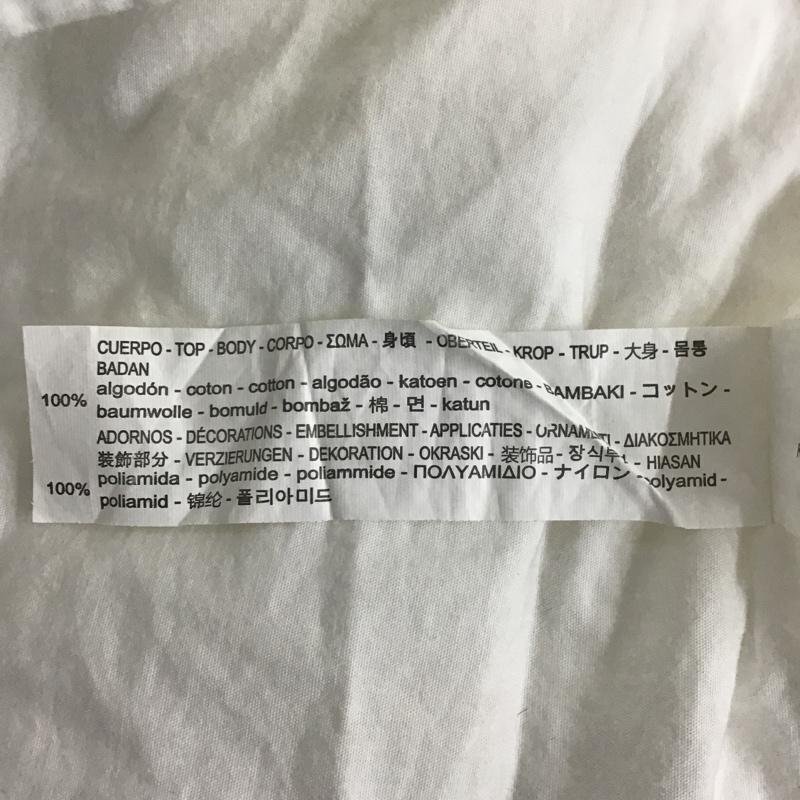 CUERPO - TOP - BODY - CORPO - ΣΩΜΑ - 身頃 - OBERTEIL - KROP - TRUP - 大身 - 몸통
BADAN
100% algodón - coton - cotton - algodão - katoen - cotone - BAMBAKI - コットン -
baumwolle - bomuld - bombaž - 棉 - 면 - katun
ADORNOS - DÉCORATIONS - EMBELLISHMENT - APPLICATIES - ORNAMENTI - ΔΙΑΚΟΣΜΗΤΙΚΑ
装飾部分 - VERZIERUNGEN - DEKORATION - OKRASKI - 装饰品 - - HIASAN
100% poliamida - polyamide - poliammide - ΠΟΛΥΑΜΙΔΙΟ - ナイロン - polyamid -
poliamid - 锦纶 - 폴리아미드